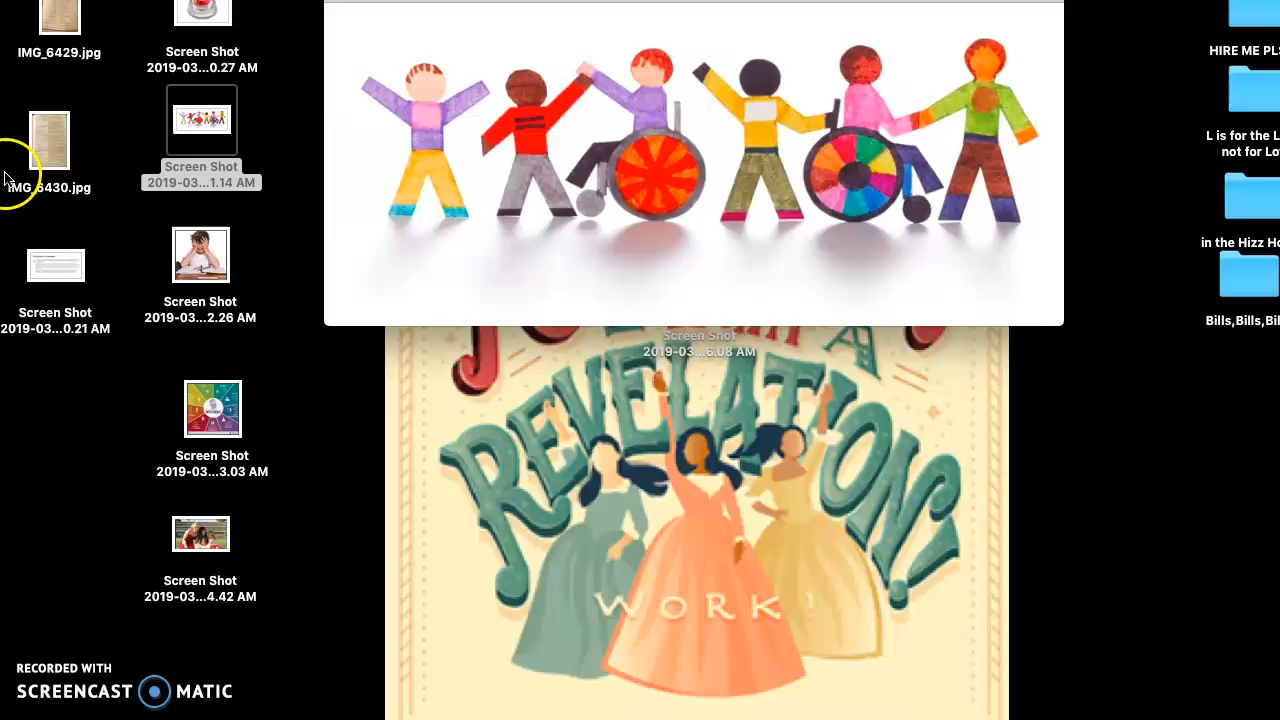 IMG_6429.jpg
Screen Shot
2019-03...0.27 AM
HIRE ME PLS
Screen Shot
2019-03...1.14 AM
L is for the L
not for Lo
IMG_6430.jpg
in the Hizz Ho
Screen Shot
2019-03...0.21 AM
Screen Shot
2019-03...2.26 AM
Bills,Bills,Bil
Screen Shot
2019-03...6.08 AM
A
REVELATION!
Screen Shot
2019-03...3.03 AM
WORK!
Screen Shot
2019-03...4.42 AM
RECORDED WITH
SCREENCAST MATIC